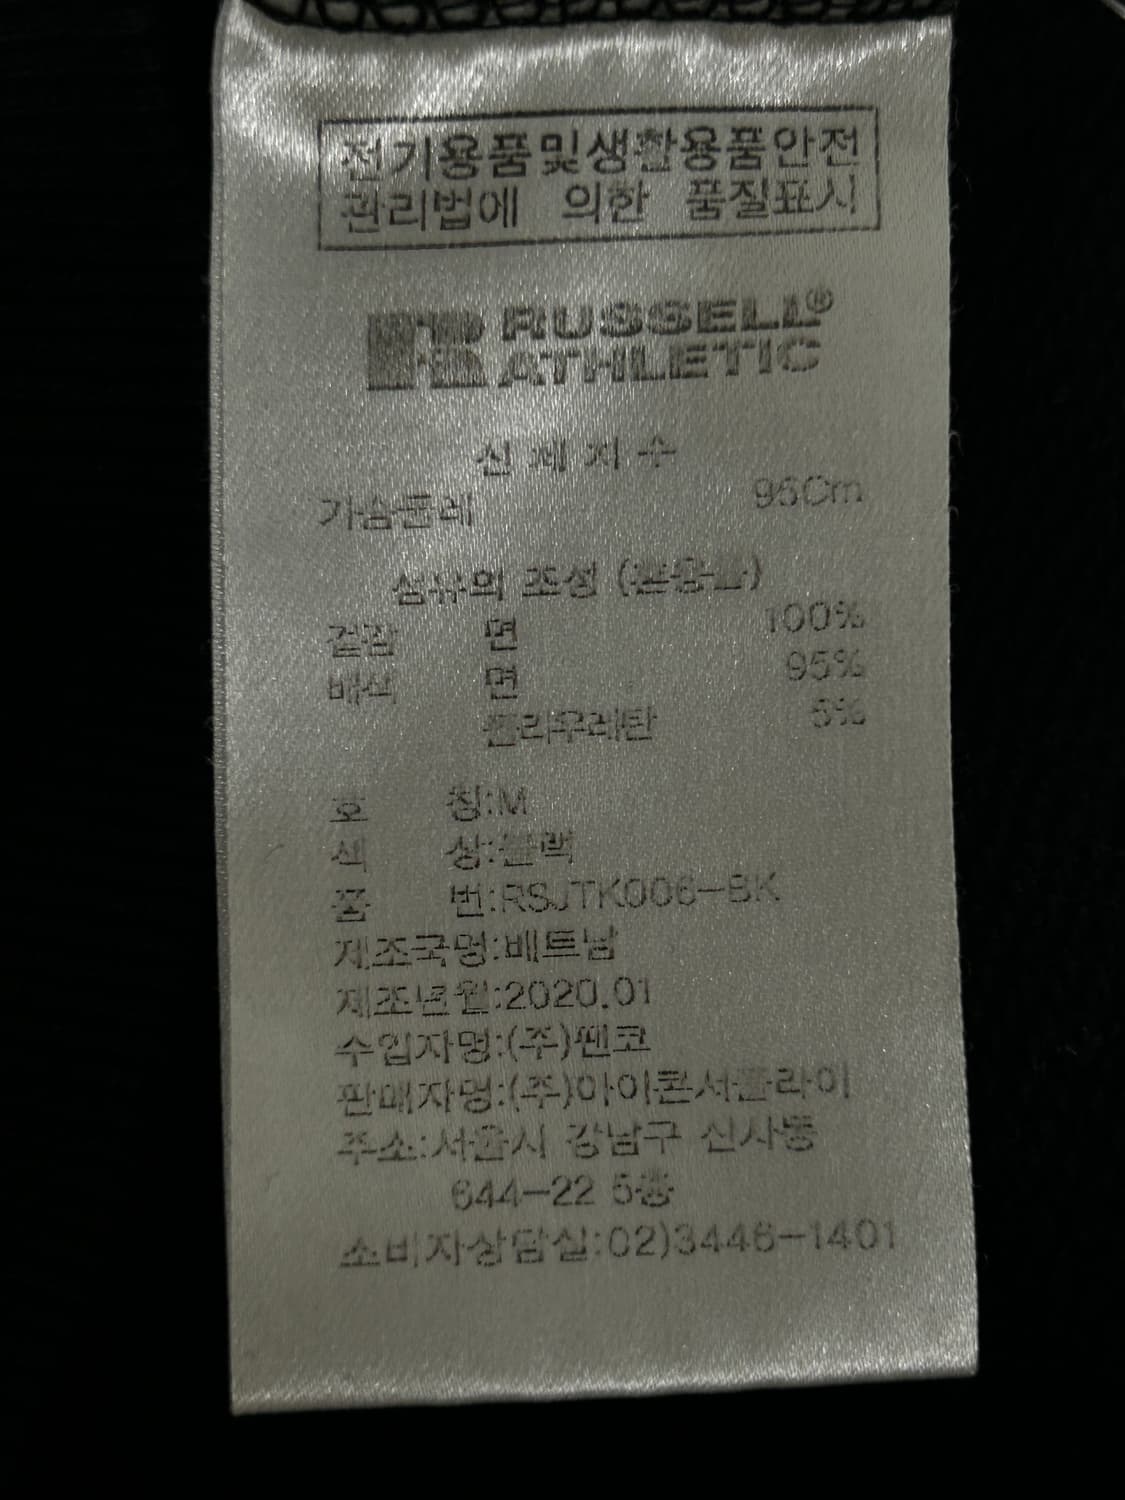 전기용품및생활용품안전
관리법에 의한 품질표시
RUSSELL®
ATHLETIC
신체치수
가슴둘레 95Cm
섬유의 조성 (혼용율)
겉감 면 100%
배색 면 95%
폴리우레탄 5%
호 칭:M
색 상:블랙
품 번:RSJTK006-BK
제조국명:베트남
제조년월:2020.01
수입자명:(주)쎈코
판매자명:(주)아이콘서플라이
주소:서울시 강남구 신사동
644-22 5층
소비자상담실:02)3446-1401